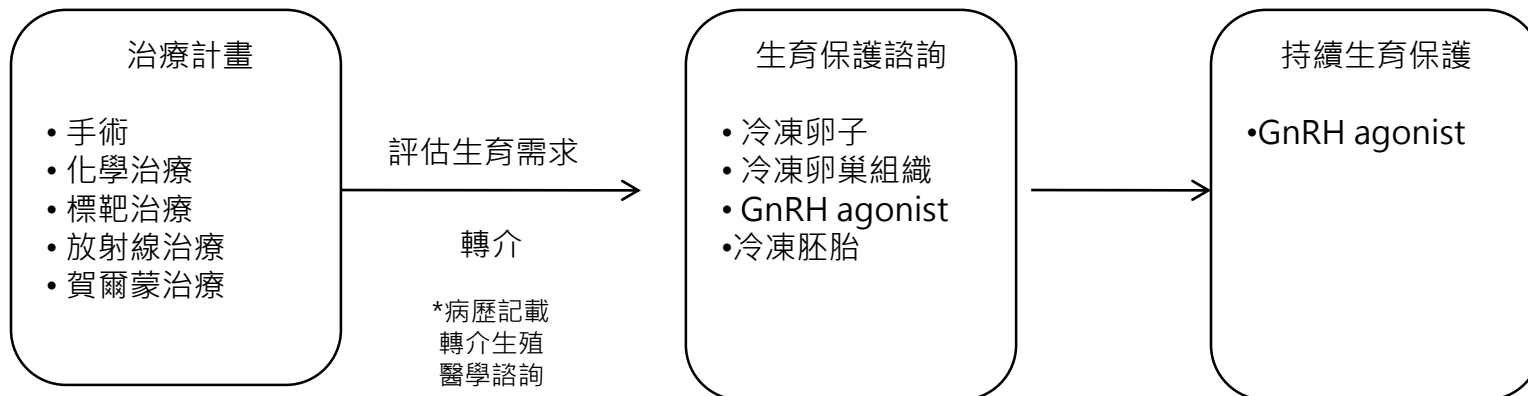 治療計畫
• 手術
• 化學治療
• 標靶治療
• 放射線治療
• 賀爾蒙治療
評估生育需求
轉介
*病歷記載
轉介生殖
醫學諮詢
生育保護諮詢
• 冷凍卵子
• 冷凍卵巢組織
• GnRH agonist
•冷凍胚胎
持續生育保護
•GnRH agonist